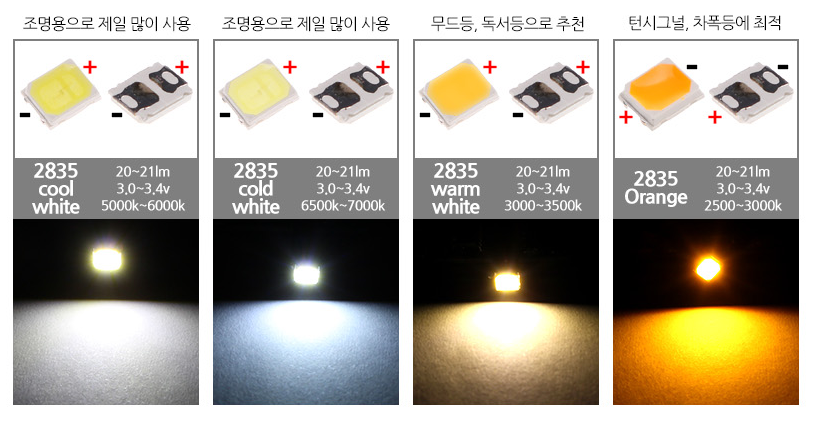 조명용으로 제일 많이 사용
+
+
-
-
2835
cool
white
20~21lm
3.0~3.4v
5000k~6000k
조명용으로 제일 많이 사용
+
+
-
-
2835
cold
white
20~21lm
3.0~3.4v
6500k~7000k
무드등, 독서등으로 추천
+
+
-
-
2835
warm
white
20~21lm
3.0~3.4v
3000~3500k
턴시그널, 차폭등에 최적
-
-
+
+
2835
Orange
20~21lm
3.0~3.4v
2500~3000k